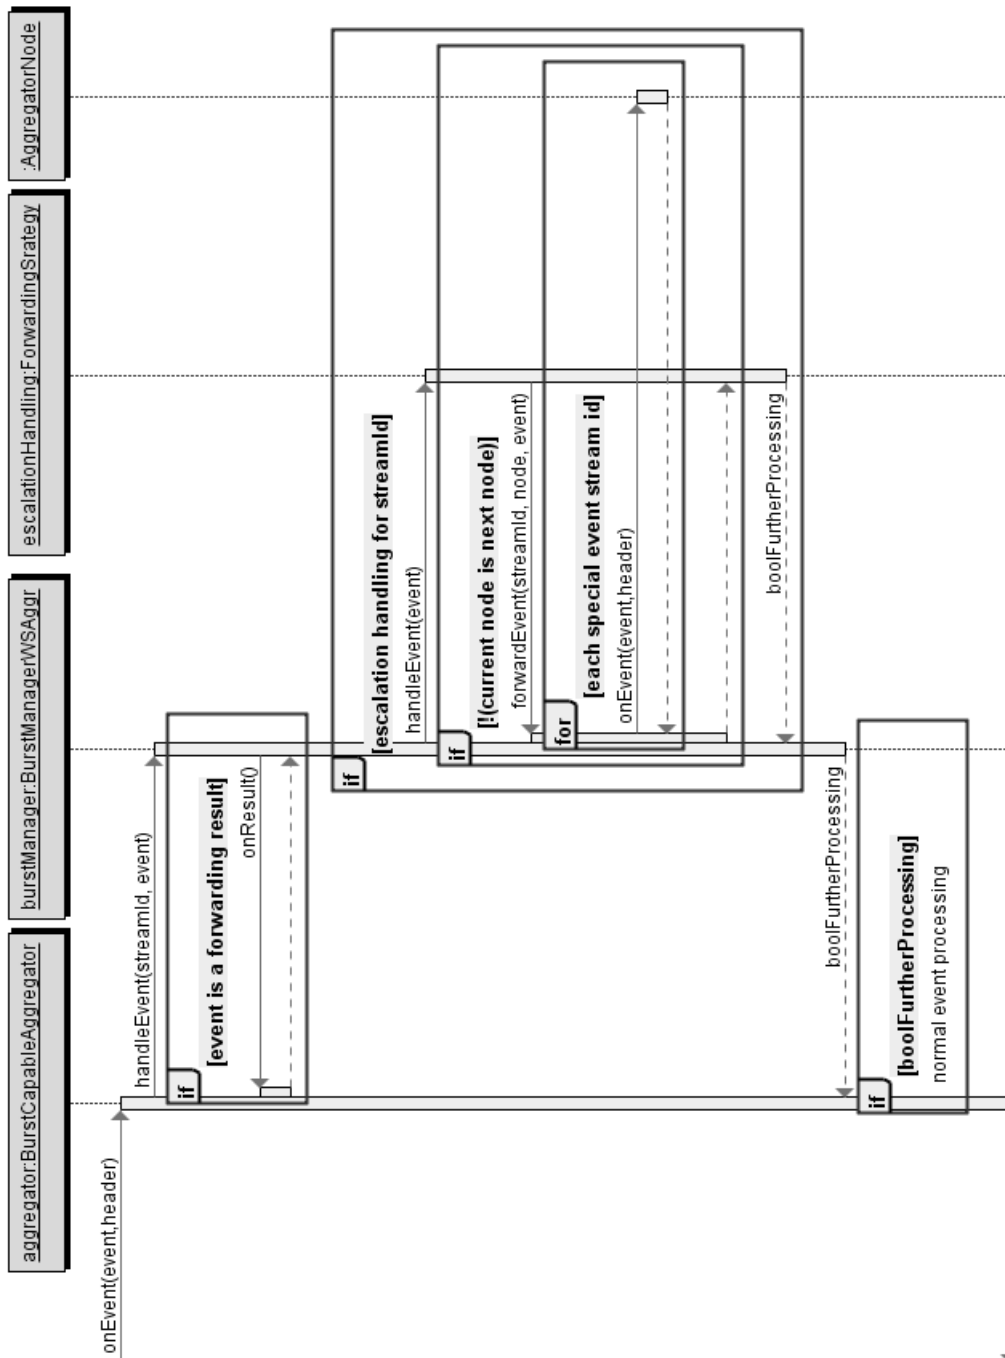 aggregator:BurstCapableAggregator
burstManager:BurstManagerWSAggr
escalationHandling:ForwardingSrategy
:AggregatorNode
onEvent(event,header)
handleEvent(streamId, event)
if
[event is a forwarding result]
onResult()
if
[escalation handling for streamId]
handleEvent(event)
if
[!(current node is next node)]
forwardEvent(streamId, node, event)
for
[each special event stream id]
onEvent(event,header)
boolFurtherProcessing
boolFurtherProcessing
if
[boolFurtherProcessing]
normal event processing